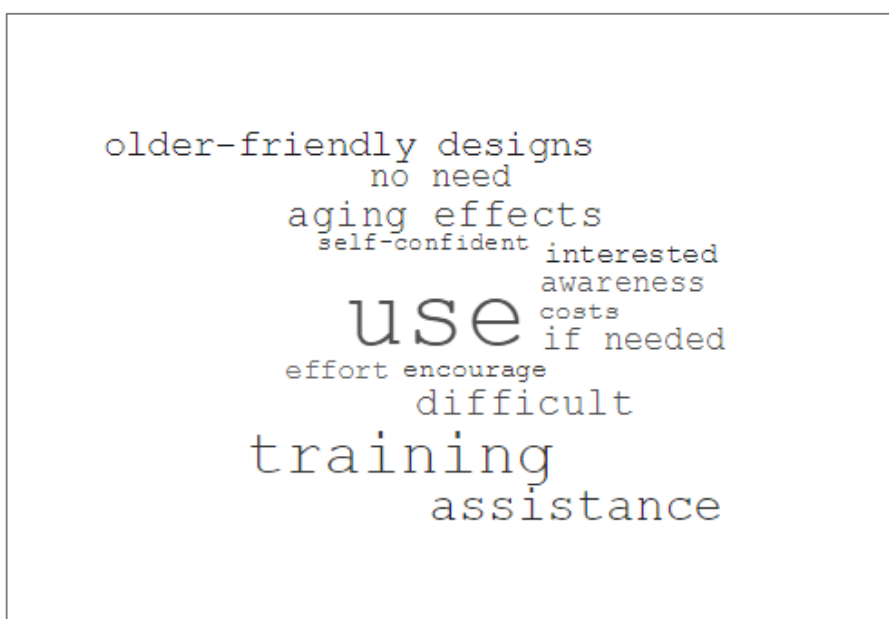 older-friendly designs
no need
aging effects
self-confident
interested
awareness
use
costs
if needed
effort
encourage
difficult
training
assistance